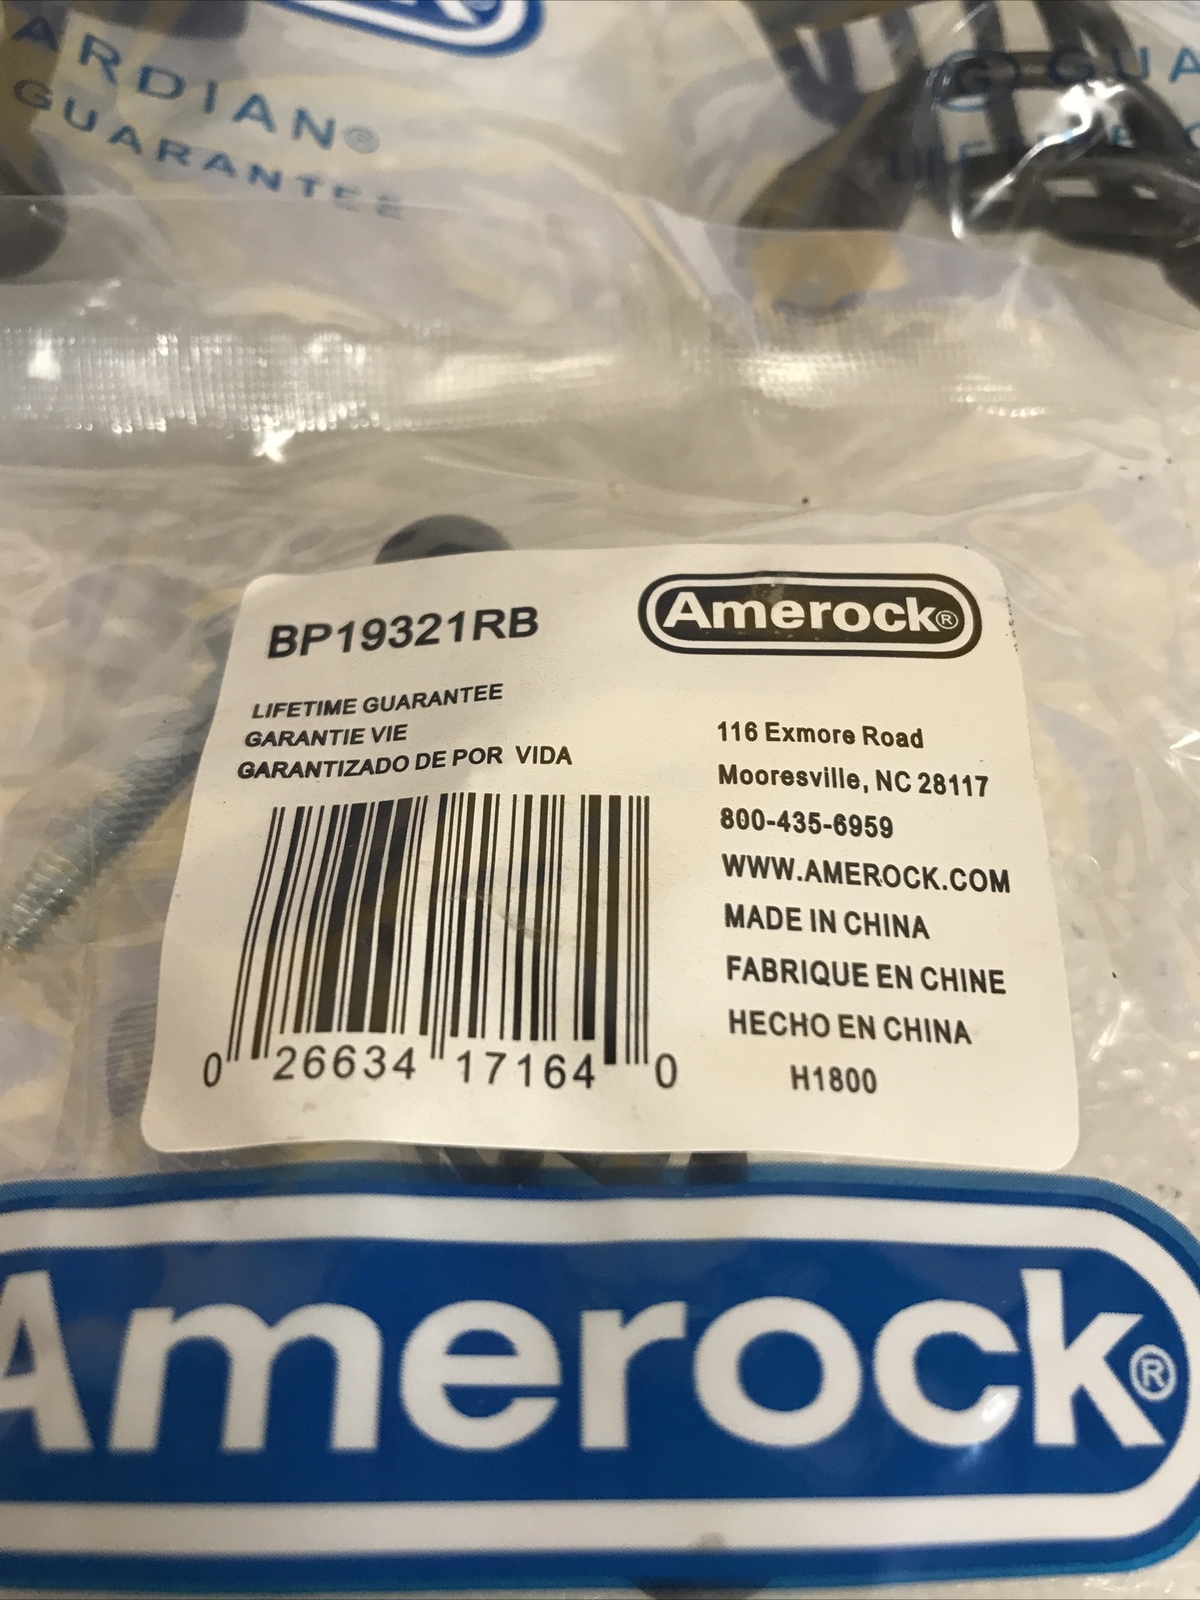 ARDIAN®
GUARANTEE
G GUA
BP19321RB
Amerock®
LIFETIME GUARANTEE
GARANTIE VIE
GARANTIZADO DE POR VIDA
116 Exmore Road
Mooresville, NC 28117
800-435-6959
WWW.AMEROCK.COM
MADE IN CHINA
FABRIQUE EN CHINE
HECHO EN CHINA
H1800
0 26634 17164 0
Amerock®